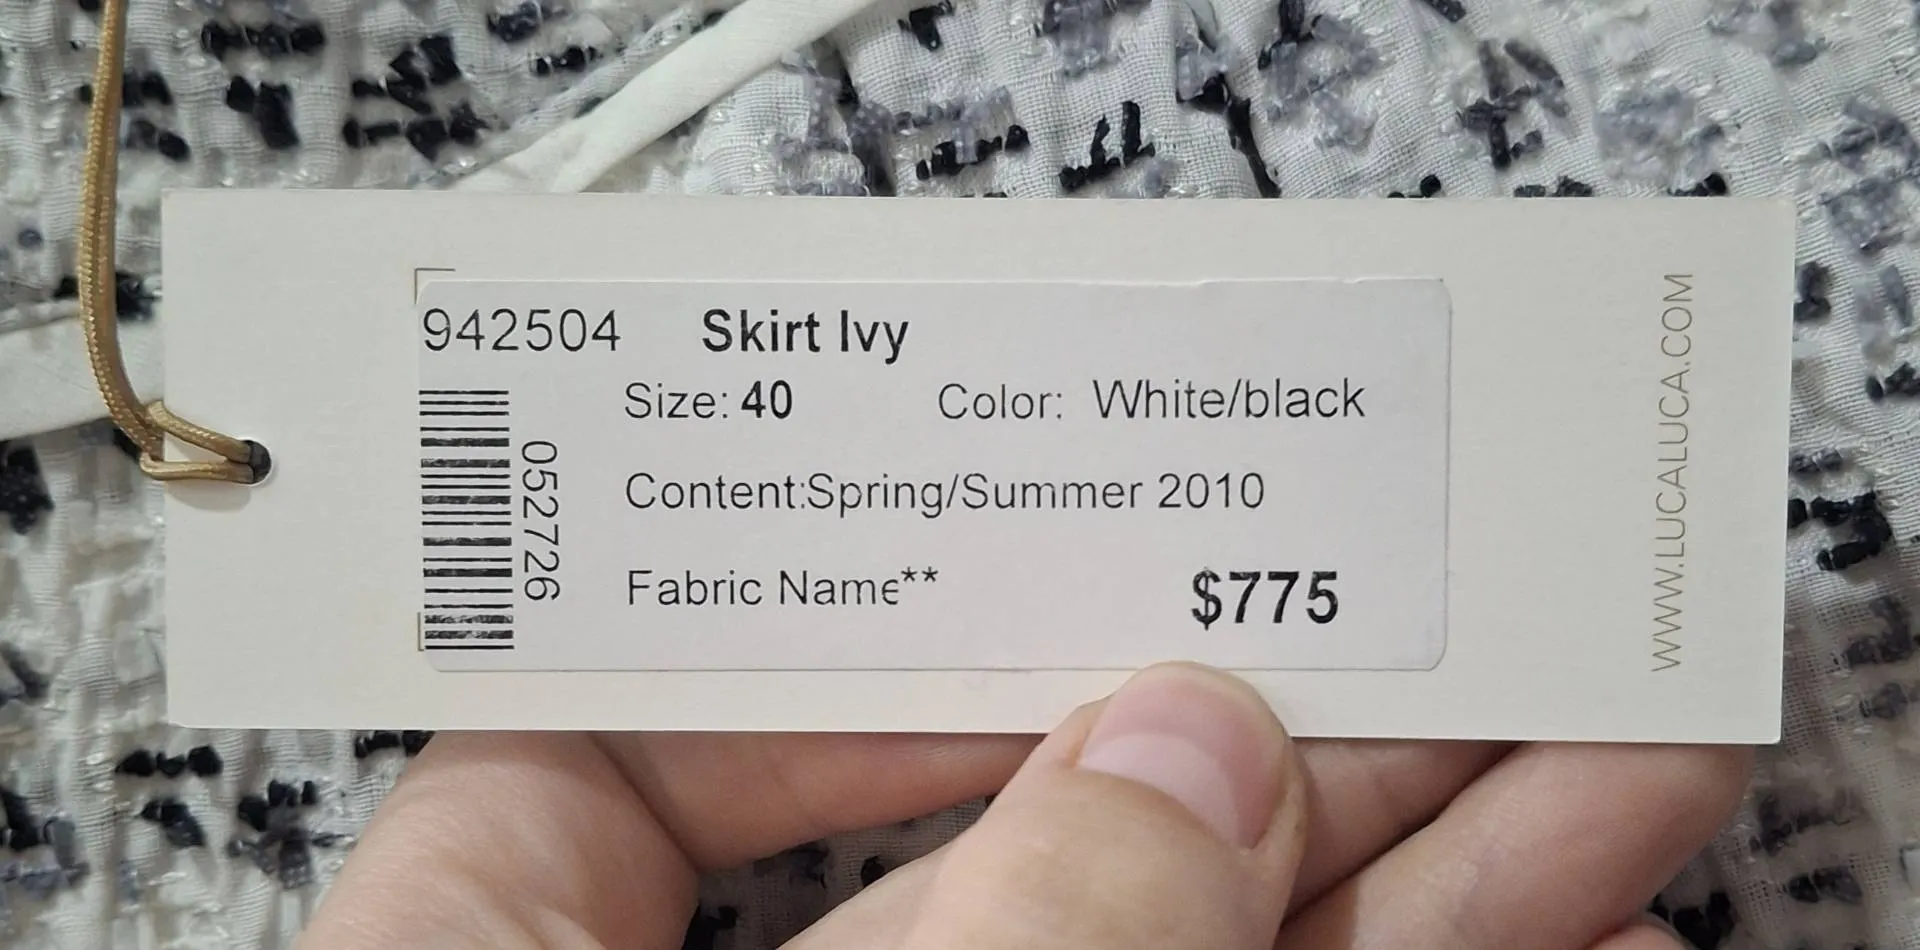 942504 Skirt Ivy
Size: 40 Color: White/black
052726
Content:Spring/Summer 2010
Fabric Name**
$775
WWW.LUCALUCA.COM